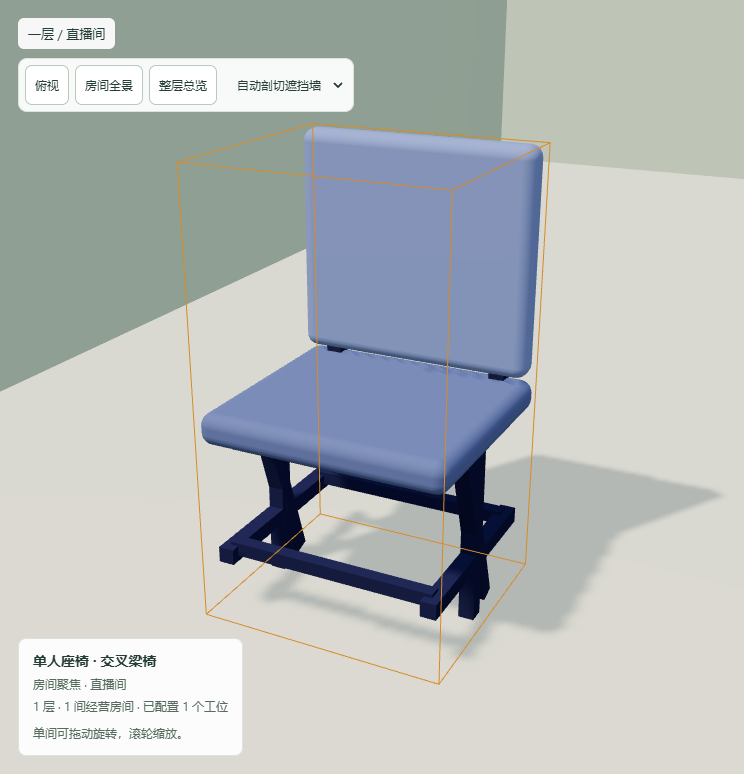 一层 / 直播间
俯视 房间全景 整层总览 自动剖切遮挡墙
单人座椅 · 交叉梁椅
房间聚焦 · 直播间
1 层 · 1 间经营房间 · 已配置 1 个工位
单间可拖动旋转，滚轮缩放。